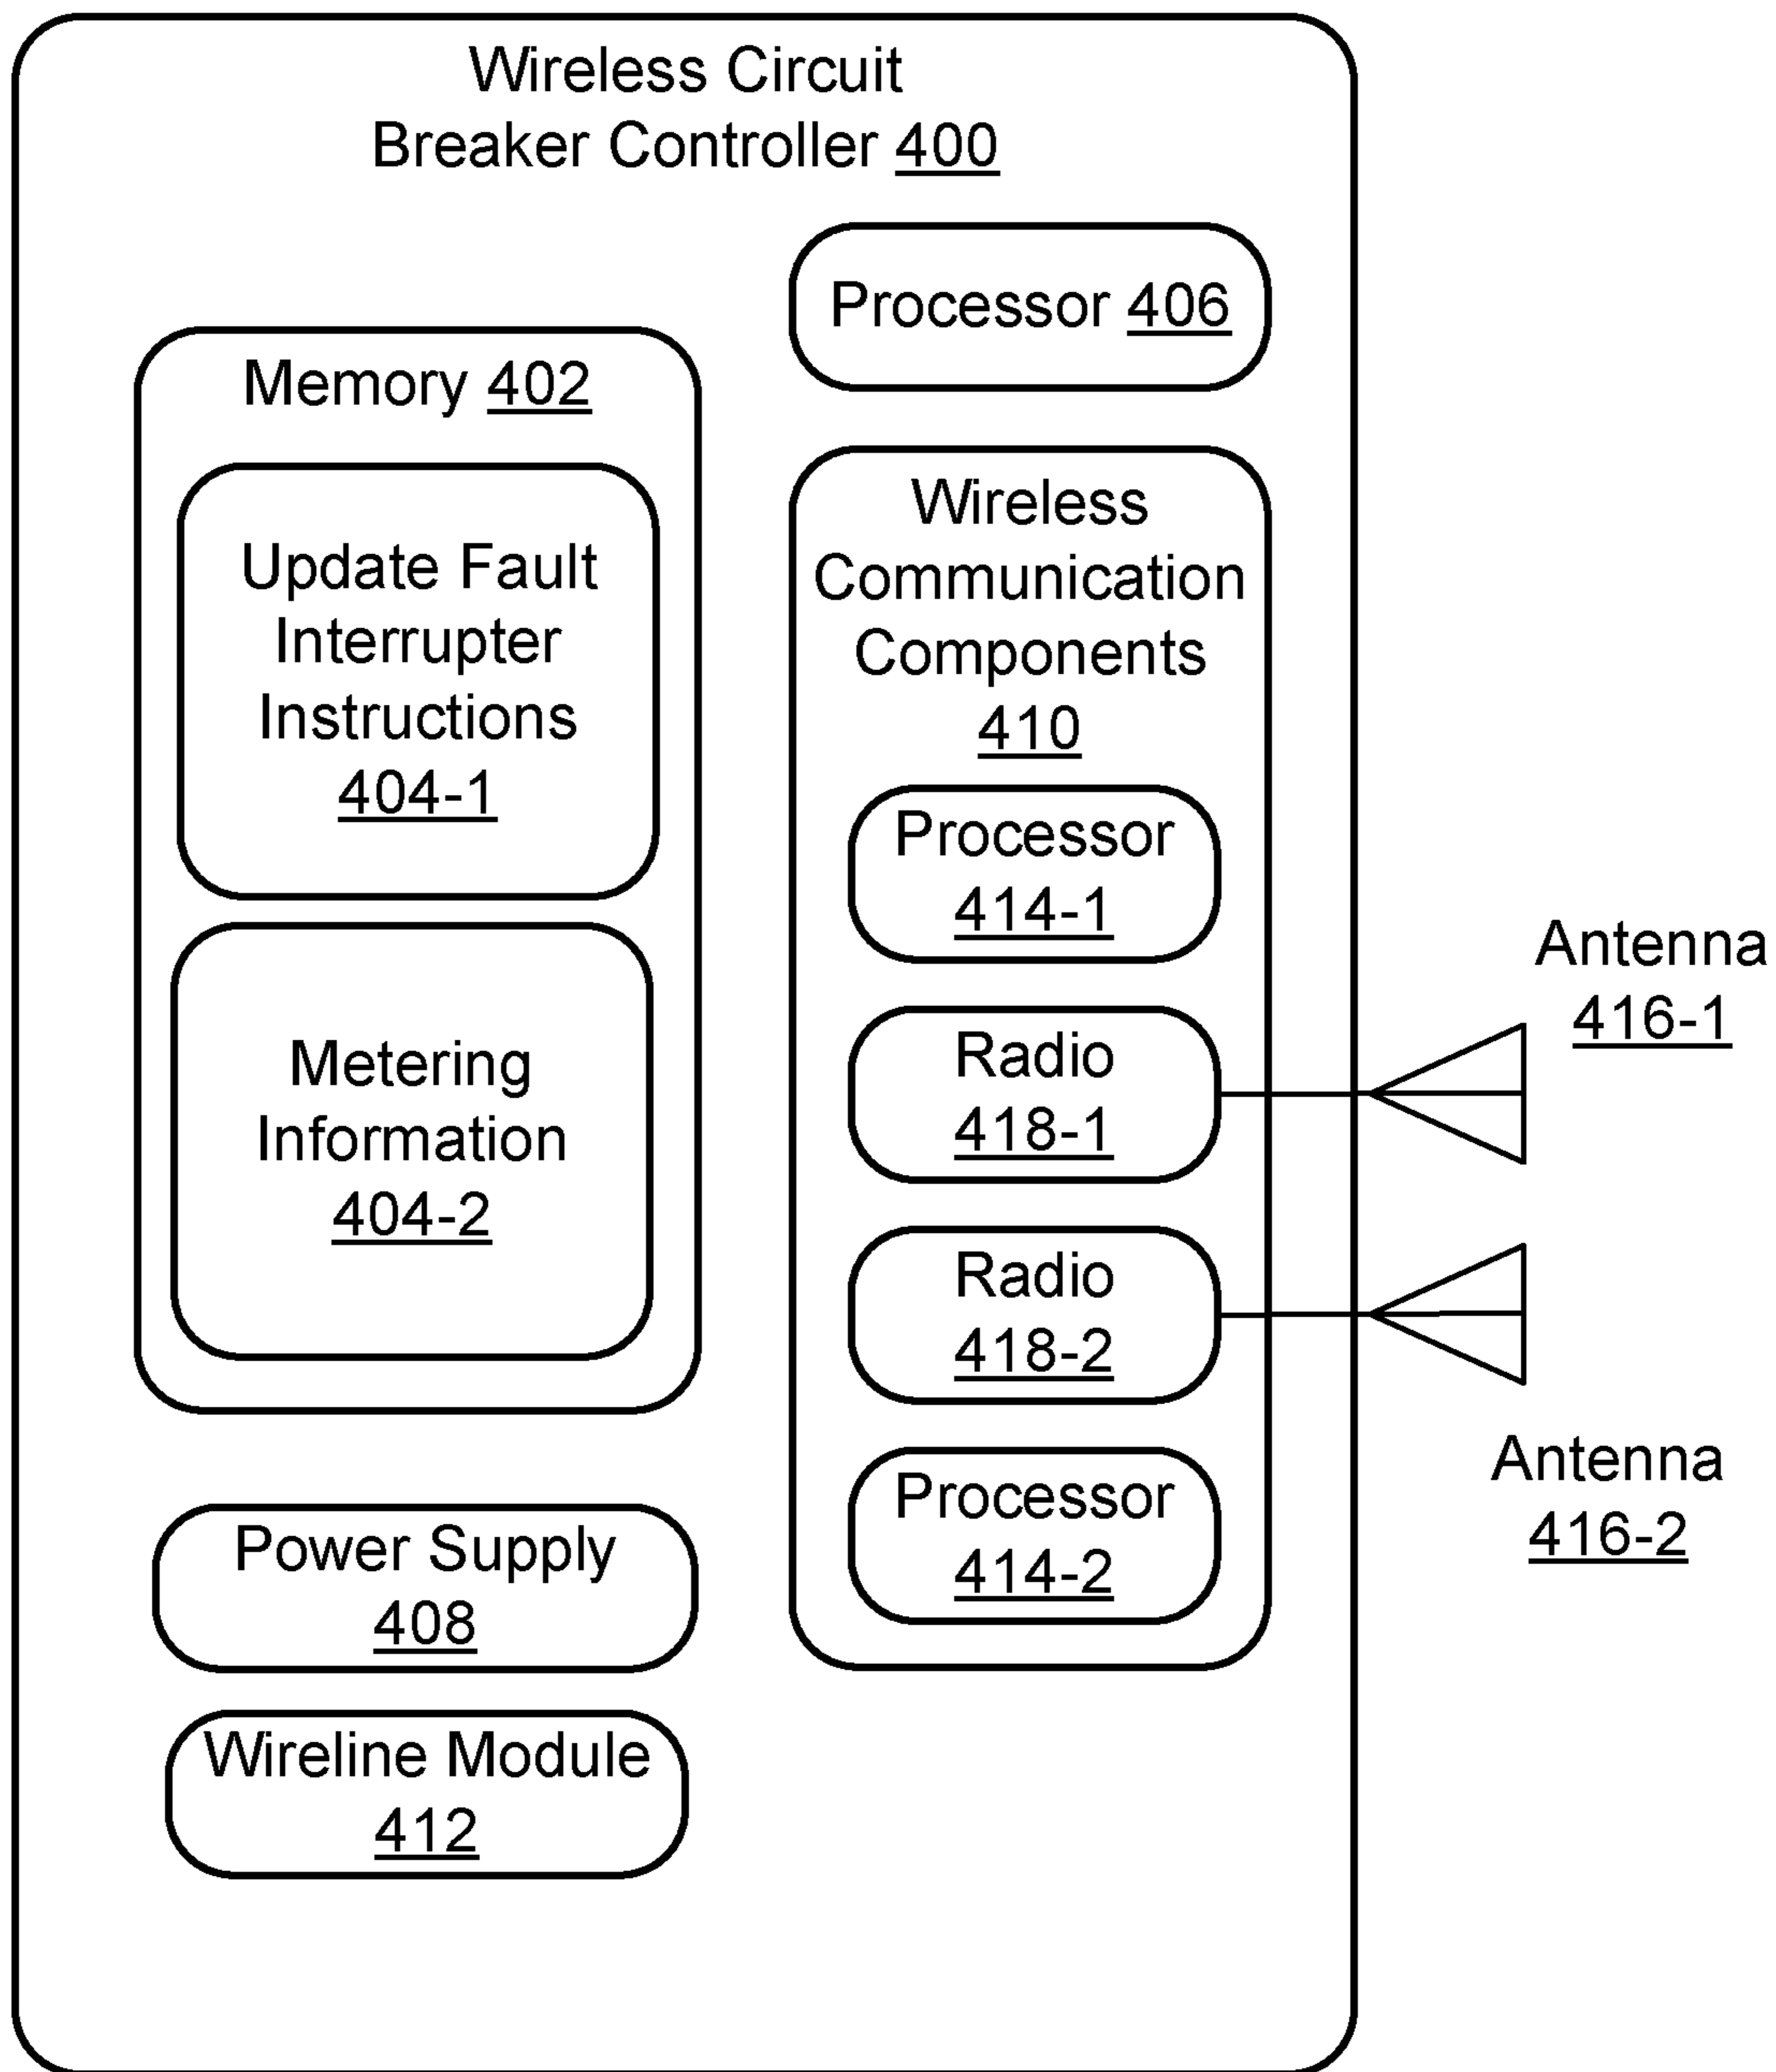 Wireless Circuit
Breaker Controller 400
Processor 406
Memory 402
Update Fault
Interrupter
Instructions
404-1
Metering
Information
404-2
Power Supply
408
Wireline Module
412
Wireless
Communication
Components
410
Processor
414-1
Radio
418-1
Radio
418-2
Processor
414-2
Antenna
416-1
Antenna
416-2